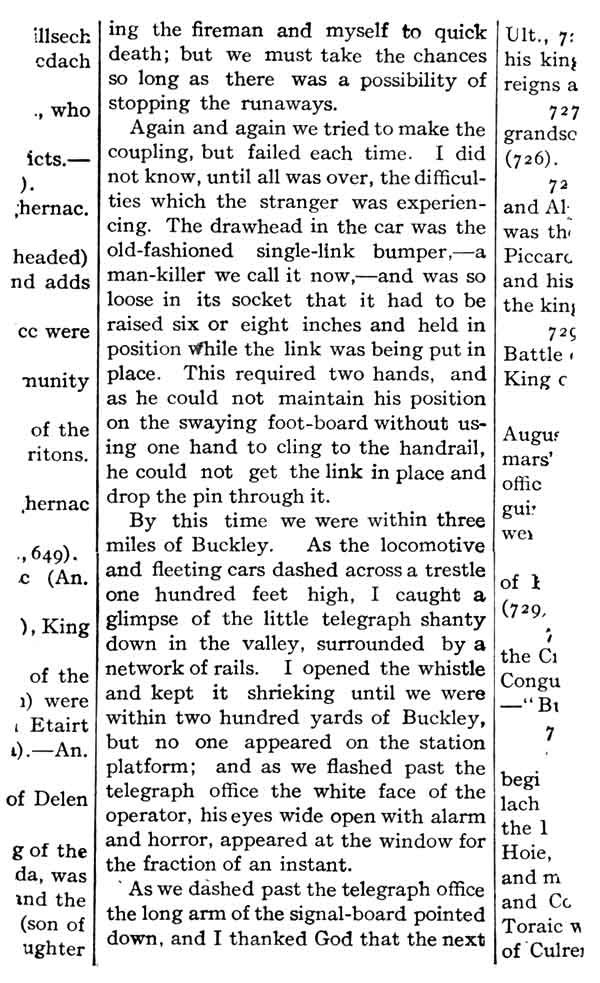 cdach
., who
icts.—
).
hernac.
headed)
nd adds
cc were
munity
of the
ritons.
hernac
., 649).
c (An.
), King
of the
were
Etairt
).—An.
of Delen
g of the
da, was
and the
(son of
ughter
ing the fireman and myself to quick
death; but we must take the chances
so long as there was a possibility of
stopping the runaways.
Again and again we tried to make the
coupling, but failed each time. I did
not know, until all was over, the difficul-
ties which the stranger was experien-
cing. The drawhead in the car was the
old-fashioned single-link bumper,—a
man-killer we call it now,—and was so
loose in its socket that it had to be
raised six or eight inches and held in
position while the link was being put in
place. This required two hands, and
as he could not maintain his position
on the swaying foot-board without us-
ing one hand to cling to the handrail,
he could not get the link in place and
drop the pin through it.
By this time we were within three
miles of Buckley. As the locomotive
and fleeting cars dashed across a trestle
one hundred feet high, I caught a
glimpse of the little telegraph shanty
down in the valley, surrounded by a
network of rails. I opened the whistle
and kept it shrieking until we were
within two hundred yards of Buckley,
but no one appeared on the station
platform; and as we flashed past the
telegraph office the white face of the
operator, his eyes wide open with alarm
and horror, appeared at the window for
the fraction of an instant.
As we dashed past the telegraph office
the long arm of the signal-board pointed
down, and I thanked God that the next
Ult.,
his
reigns a
727
grandso
(726).
72
and Al
was
Piccard
and his
the
729
Battle
King
Augus
mars'
offic
of
(729,
7
the
Congu
—"
7
begi
lach
the
Hoie,
and m
and
Toraic
of Culre